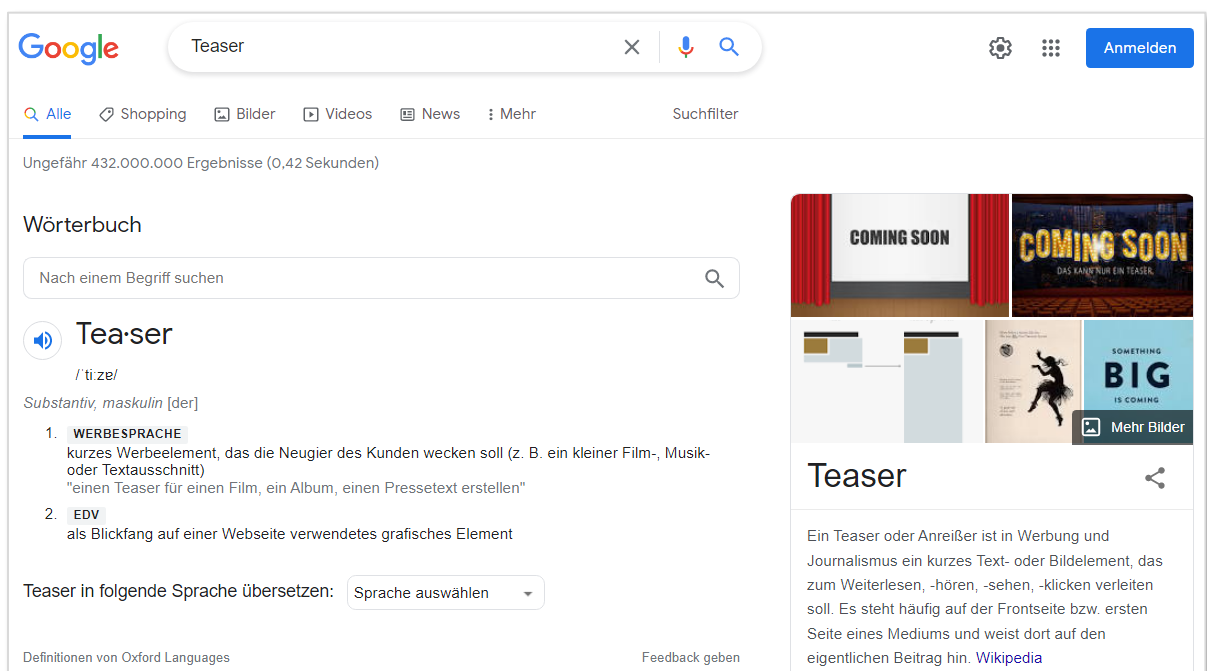 Google
Teaser
Anmelden
Alle
Shopping
Bilder
Videos
News
Mehr
Suchfilter
Ungefähr 432.000.000 Ergebnisse (0,42 Sekunden)
Wörterbuch
Nach einem Begriff suchen
Tea·ser
/ˈtiːzɐ/
Substantiv, maskulin [der]
1. WERBESPRACHE
kurzes Werbeelement, das die Neugier des Kunden wecken soll (z. B. ein kleiner Film-, Musik-
oder Textausschnitt)
"einen Teaser für einen Film, ein Album, einen Pressetext erstellen"
2. EDV
als Blickfang auf einer Webseite verwendetes grafisches Element
Teaser in folgende Sprache übersetzen:
Sprache auswählen
Definitionen von Oxford Languages
Feedback geben
COMING SOON
COMING SOON
DAS KANN NUR EIN TEASER.
SOMETHING
BIG
IS COMING
Mehr Bilder
Teaser
Ein Teaser oder Anreißer ist in Werbung und
Journalismus ein kurzes Text- oder Bildelement, das
zum Weiterlesen, -hören, -sehen, -klicken verleiten
soll. Es steht häufig auf der Frontseite bzw. ersten
Seite eines Mediums und weist dort auf den
eigentlichen Beitrag hin. Wikipedia